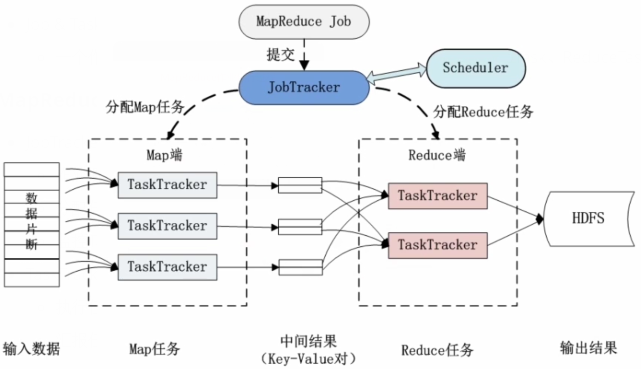 MapReduce Job
提交
JobTracker
Scheduler
分配Map任务
分配Reduce任务
Map端
Reduce端
数据片断
TaskTracker
TaskTracker
TaskTracker
TaskTracker
TaskTracker
HDFS
输入数据
Map任务
中间结果
(Key-Value对)
Reduce任务
输出结果